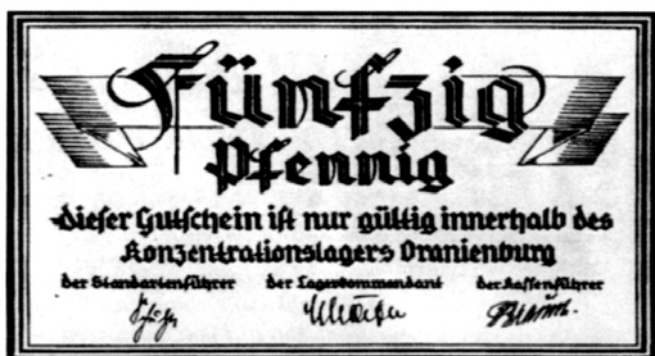 Fünfzig
Pfennig
dieser Gutschein ist nur gültig innerhalb des
Konzentrationslagers Oranienburg
der Standartenführer der Lagerkommandant der Kassenführer